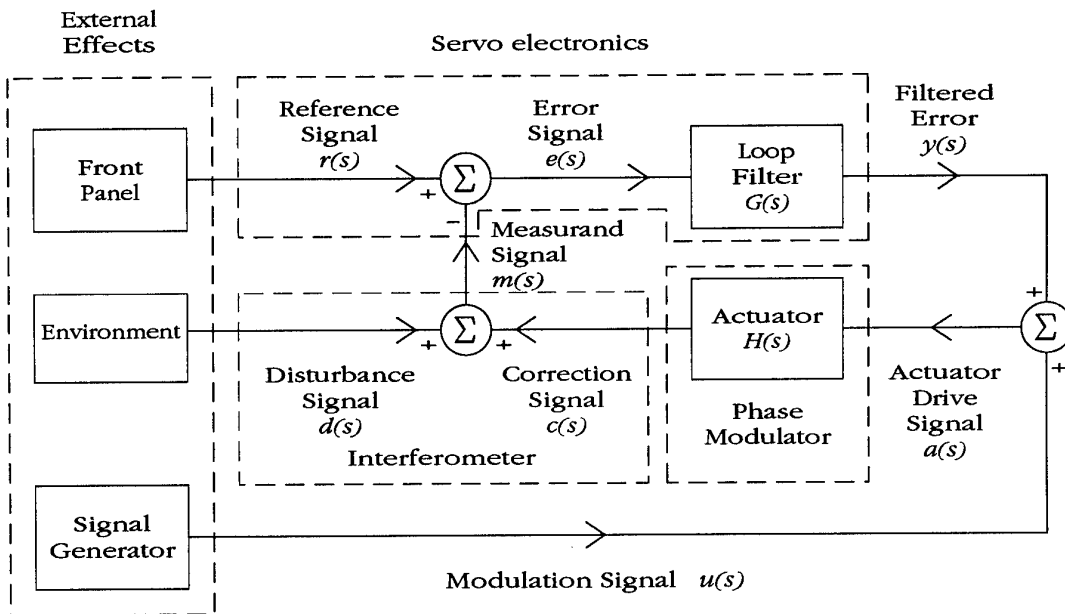 External
Effects
Servo electronics
Front
Panel
Reference
Signal
r(s)
+
Σ
−
Error
Signal
e(s)
Loop
Filter
G(s)
Filtered
Error
y(s)
Measurand
Signal
m(s)
Environment
+
Σ
+
Disturbance
Signal
d(s)
Correction
Signal
c(s)
Interferometer
Actuator
H(s)
Phase
Modulator
+
Σ
+
Actuator
Drive
Signal
a(s)
Signal
Generator
Modulation Signal u(s)